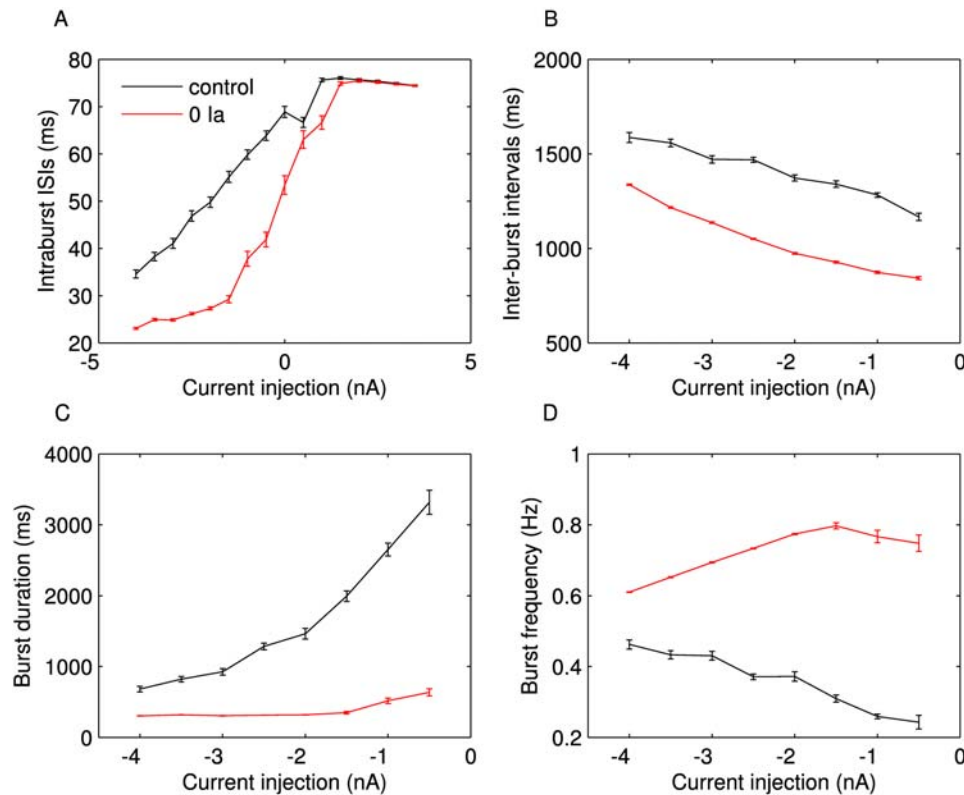 A
Intraburst ISIs (ms)
80
70
60
50
40
30
20
control
0 Ia
-5
0
5
Current injection (nA)
B
Inter-burst intervals (ms)
2000
1500
1000
500
-4
-3
-2
-1
0
Current injection (nA)
C
Burst duration (ms)
4000
3000
2000
1000
0
-4
-3
-2
-1
0
Current injection (nA)
D
Burst frequency (Hz)
1
0.8
0.6
0.4
0.2
-4
-3
-2
-1
0
Current injection (nA)